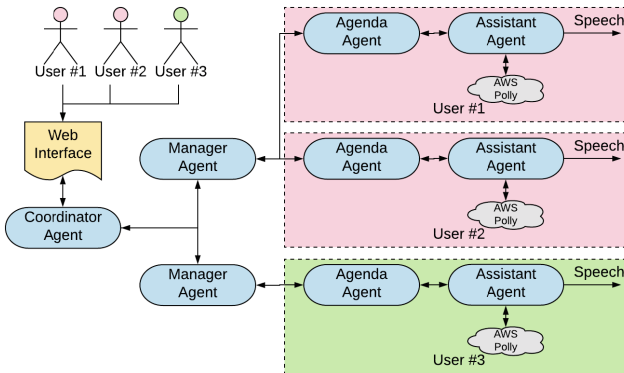 User #1 User #2 User #3
Web
Interface
Coordinator
Agent
Manager
Agent
Manager
Agent
Agenda
Agent
Assistant
Agent
Speech
AWS
Polly
User #1
Agenda
Agent
Assistant
Agent
Speech
AWS
Polly
User #2
Agenda
Agent
Assistant
Agent
Speech
AWS
Polly
User #3